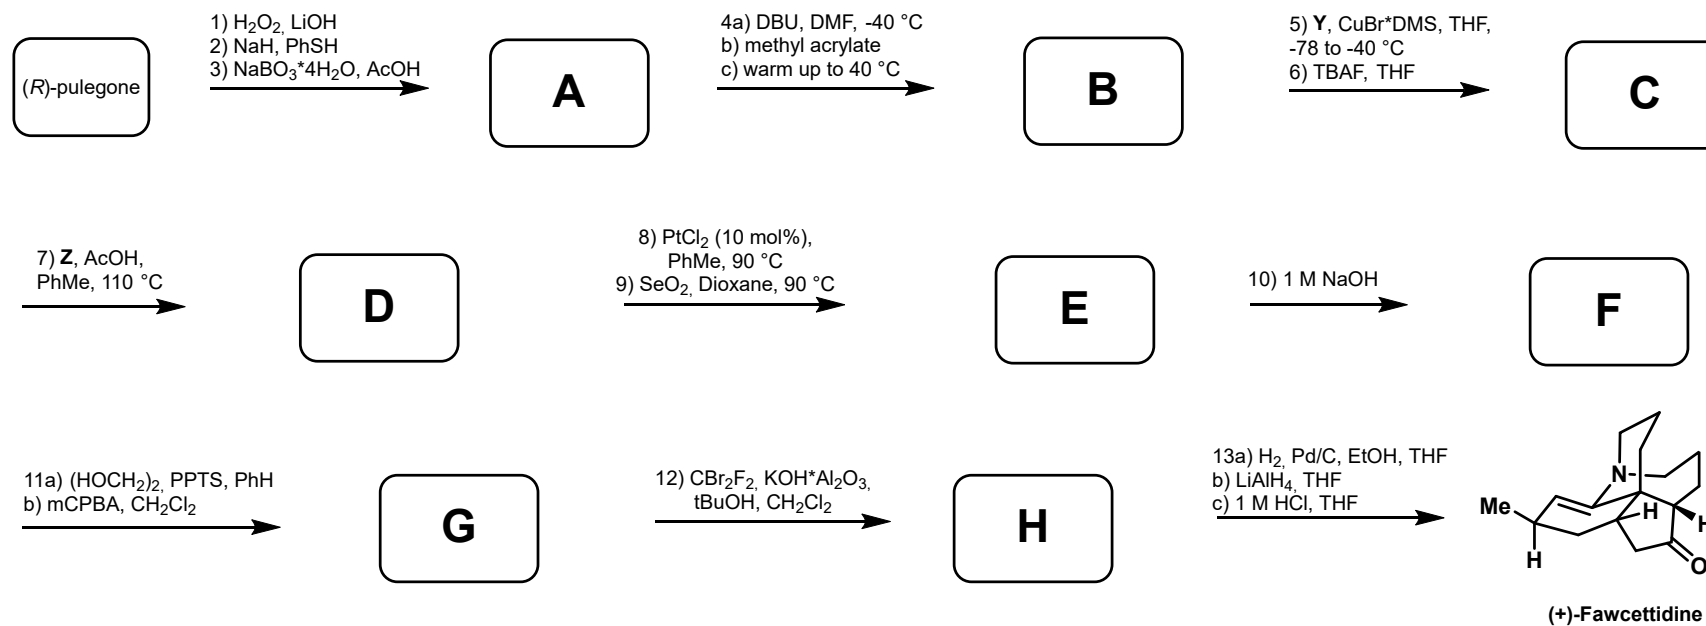 (R)-pulegone
1) H₂O₂, LiOH
2) NaH, PhSH
3) NaBO₃*4H₂O, AcOH
A
4a) DBU, DMF, -40 °C
b) methyl acrylate
c) warm up to 40 °C
B
5) Y, CuBr*DMS, THF,
-78 to -40 °C
6) TBAF, THF
C
7) Z, AcOH,
PhMe, 110 °C
D
8) PtCl₂ (10 mol%),
PhMe, 90 °C
9) SeO₂, Dioxane, 90 °C
E
10) 1 M NaOH
F
11a) (HOCH₂)₂, PPTS, PhH
b) mCPBA, CH₂Cl₂
G
12) CBr₂F₂, KOH*Al₂O₃,
tBuOH, CH₂Cl₂
H
13a) H₂, Pd/C, EtOH, THF
b) LiAlH₄, THF
c) 1 M HCl, THF
N
Me
H
H
H
O
(+)-Fawcettidine